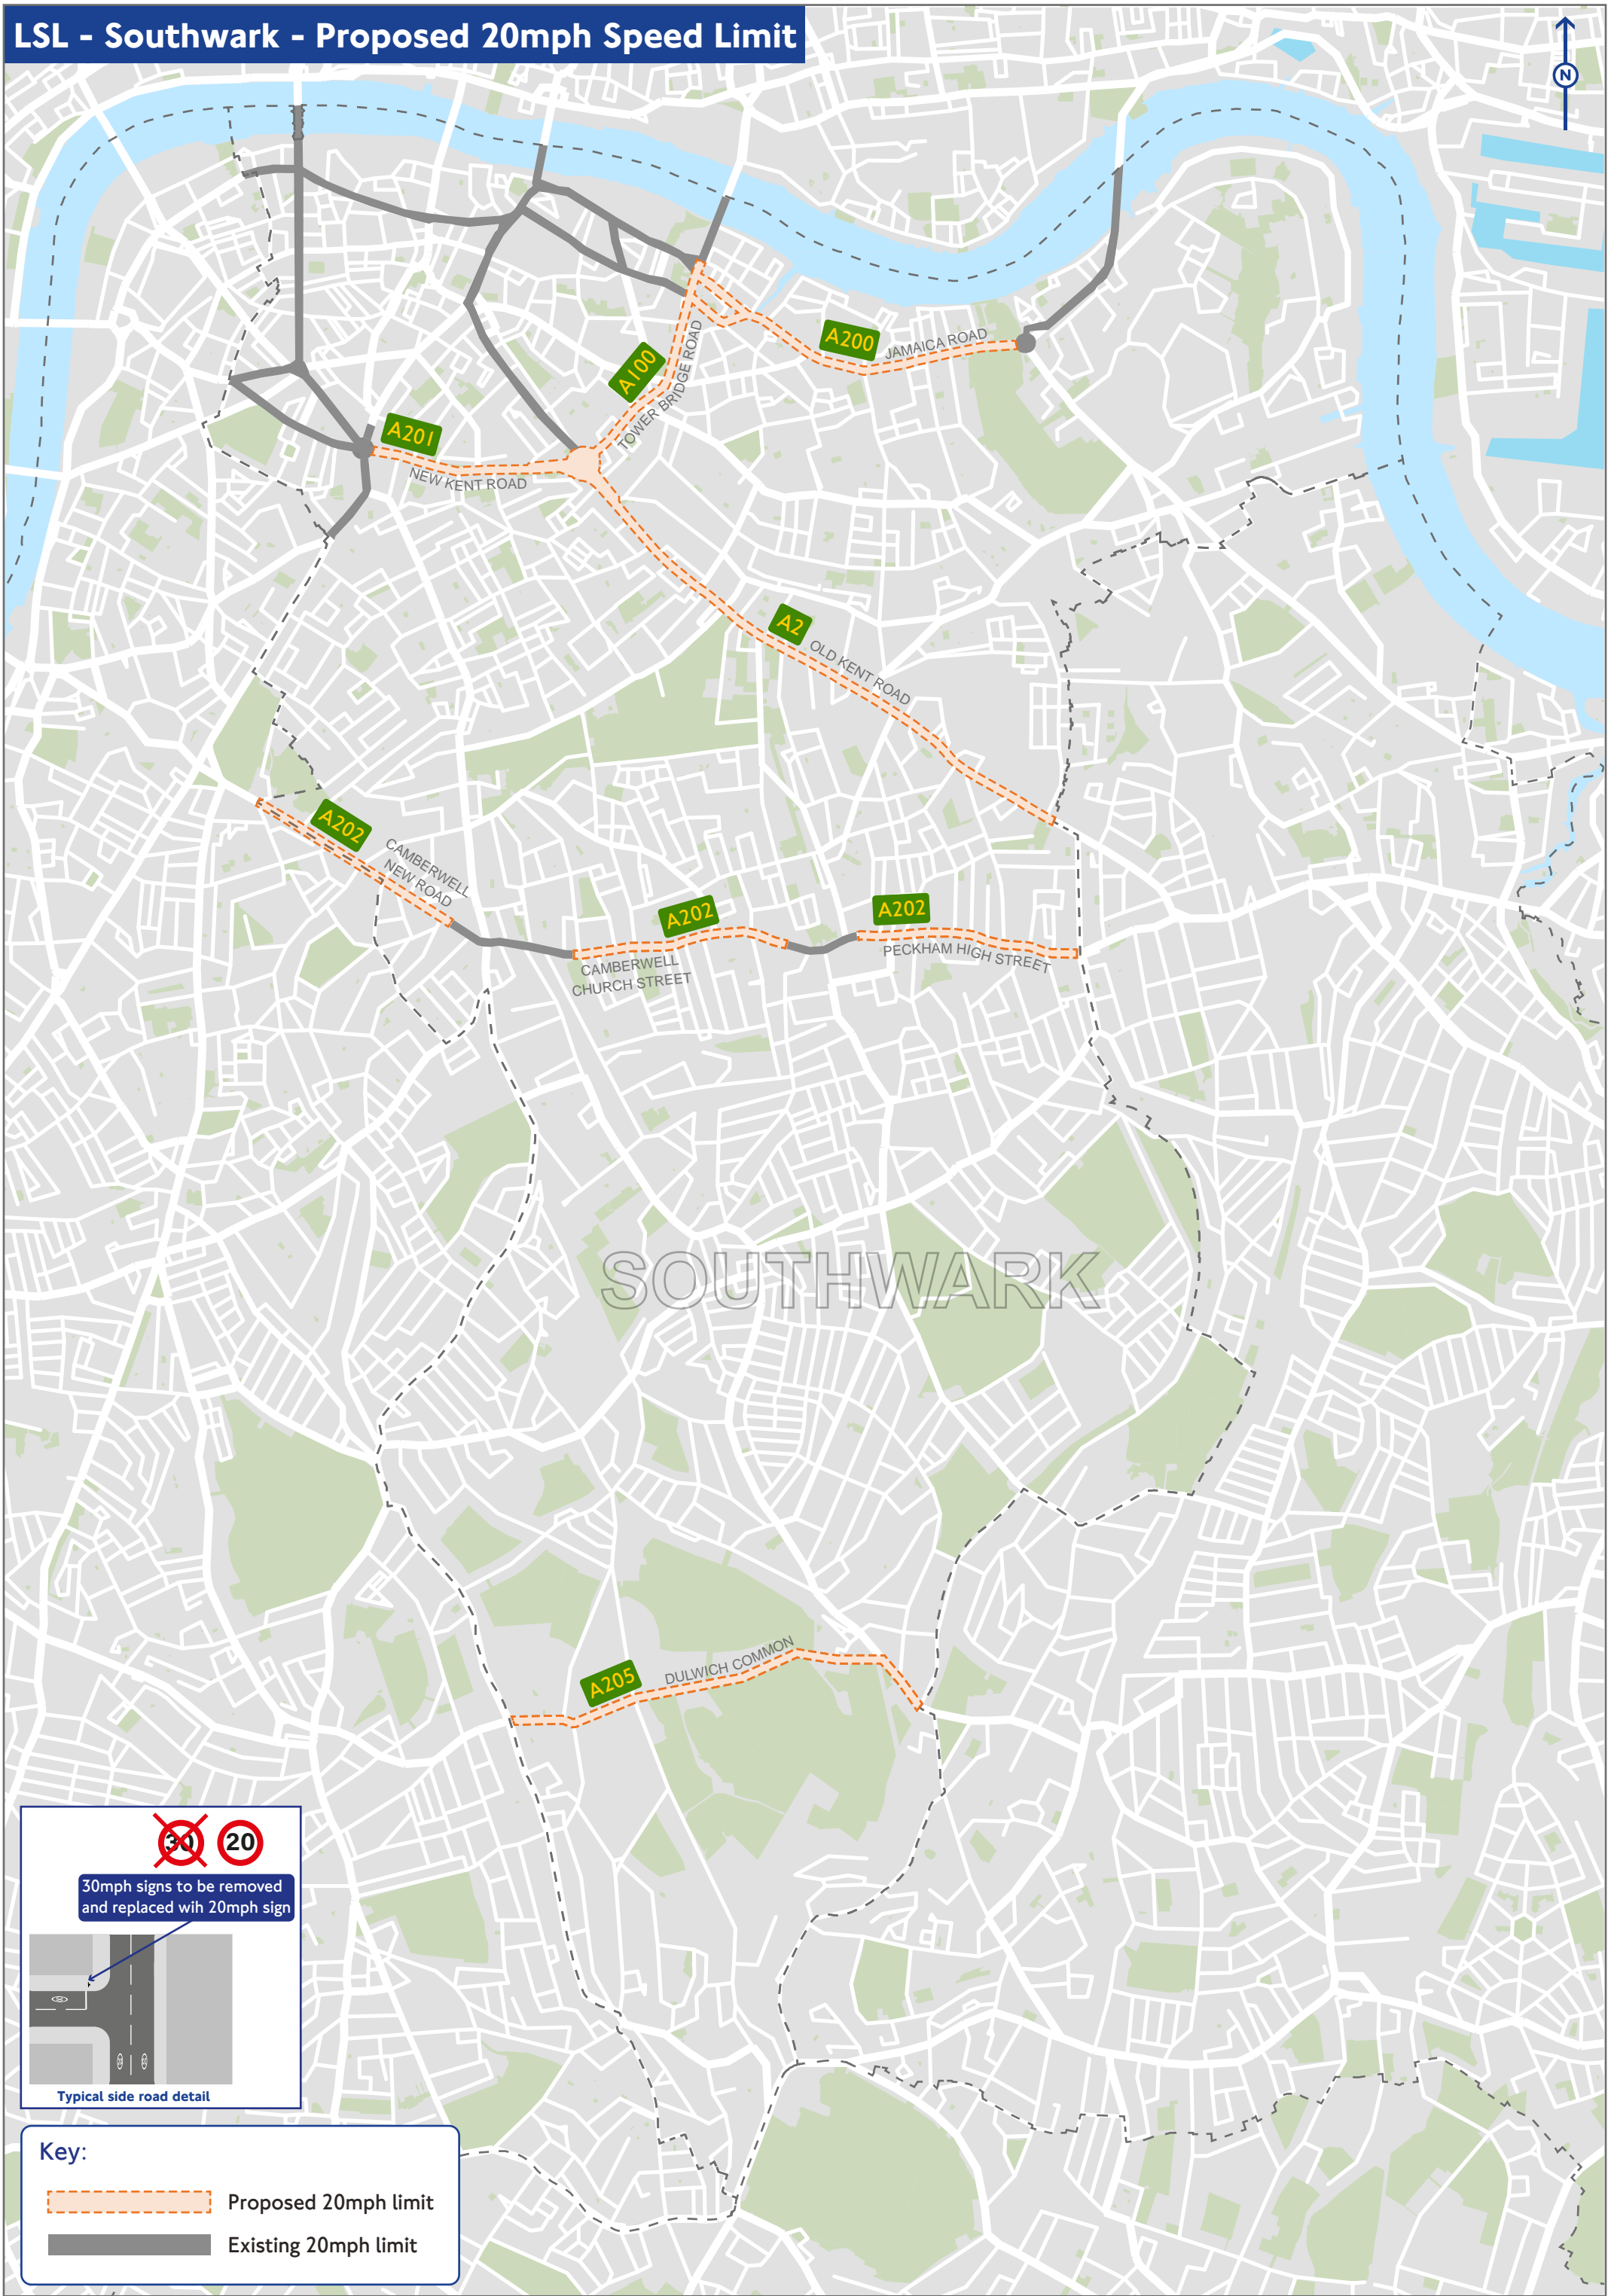 LSL - Southwark - Proposed 20mph Speed Limit
N
A200
JAMAICA ROAD
A100
TOWER BRIDGE ROAD
A201
NEW KENT ROAD
A2
OLD KENT ROAD
A202
CAMBERWELL
NEW ROAD
A202
CAMBERWELL
CHURCH STREET
A202
PECKHAM HIGH STREET
SOUTHWARK
A205
DULWICH COMMON
30
20
30mph signs to be removed
and replaced wih 20mph sign
Typical side road detail
Key:
Proposed 20mph limit
Existing 20mph limit